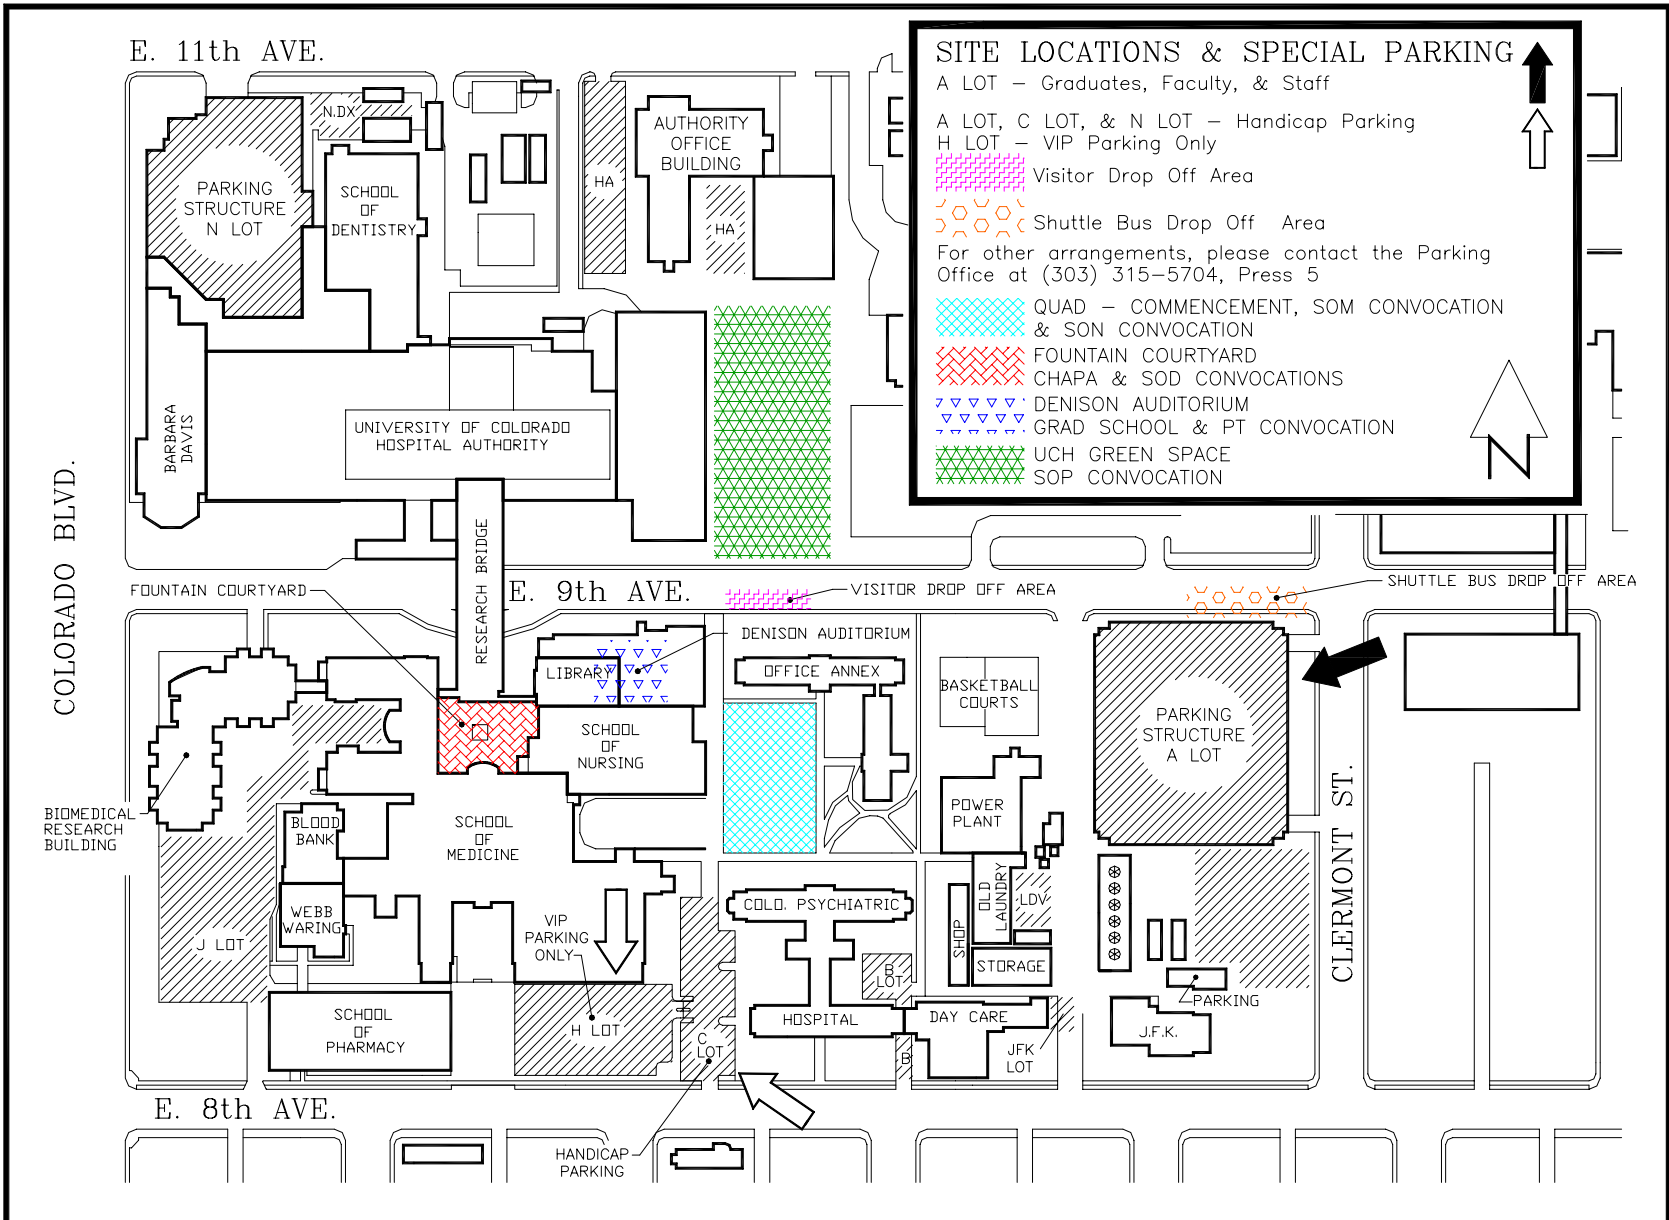 E. 11th AVE.
SITE LOCATIONS & SPECIAL PARKING
A LOT – Graduates, Faculty, & Staff
A LOT, C LOT, & N LOT – Handicap Parking
H LOT – VIP Parking Only
Visitor Drop Off Area
Shuttle Bus Drop Off Area
For other arrangements, please contact the Parking
Office at (303) 315–5704, Press 5
QUAD – COMMENCEMENT, SOM CONVOCATION
& SON CONVOCATION
FOUNTAIN COURTYARD
CHAPA & SOD CONVOCATIONS
DENISON AUDITORIUM
GRAD SCHOOL & PT CONVOCATION
UCH GREEN SPACE
SOP CONVOCATION
N
N.DX
PARKING
STRUCTURE
N LOT
SCHOOL
OF
DENTISTRY
HA
AUTHORITY
OFFICE
BUILDING
HA
BARBARA
DAVIS
UNIVERSITY OF COLORADO
HOSPITAL AUTHORITY
COLORADO BLVD.
RESEARCH BRIDGE
FOUNTAIN COURTYARD
E. 9th AVE.
VISITOR DROP OFF AREA
SHUTTLE BUS DROP OFF AREA
DENISON AUDITORIUM
LIBRARY
OFFICE ANNEX
BASKETBALL
COURTS
PARKING
STRUCTURE
A LOT
SCHOOL
OF
NURSING
BIOMEDICAL
RESEARCH
BUILDING
BLOOD
BANK
SCHOOL
OF
MEDICINE
POWER
PLANT
CLERMONT ST.
WEBB
WARING
J LOT
VIP
PARKING
ONLY
COLO. PSYCHIATRIC
OLD
LAUNDRY
LDV
SHOP
STORAGE
B
LOT
PARKING
SCHOOL
OF
PHARMACY
H LOT
C
LOT
HOSPITAL
DAY CARE
B
JFK
LOT
J.F.K.
E. 8th AVE.
HANDICAP
PARKING